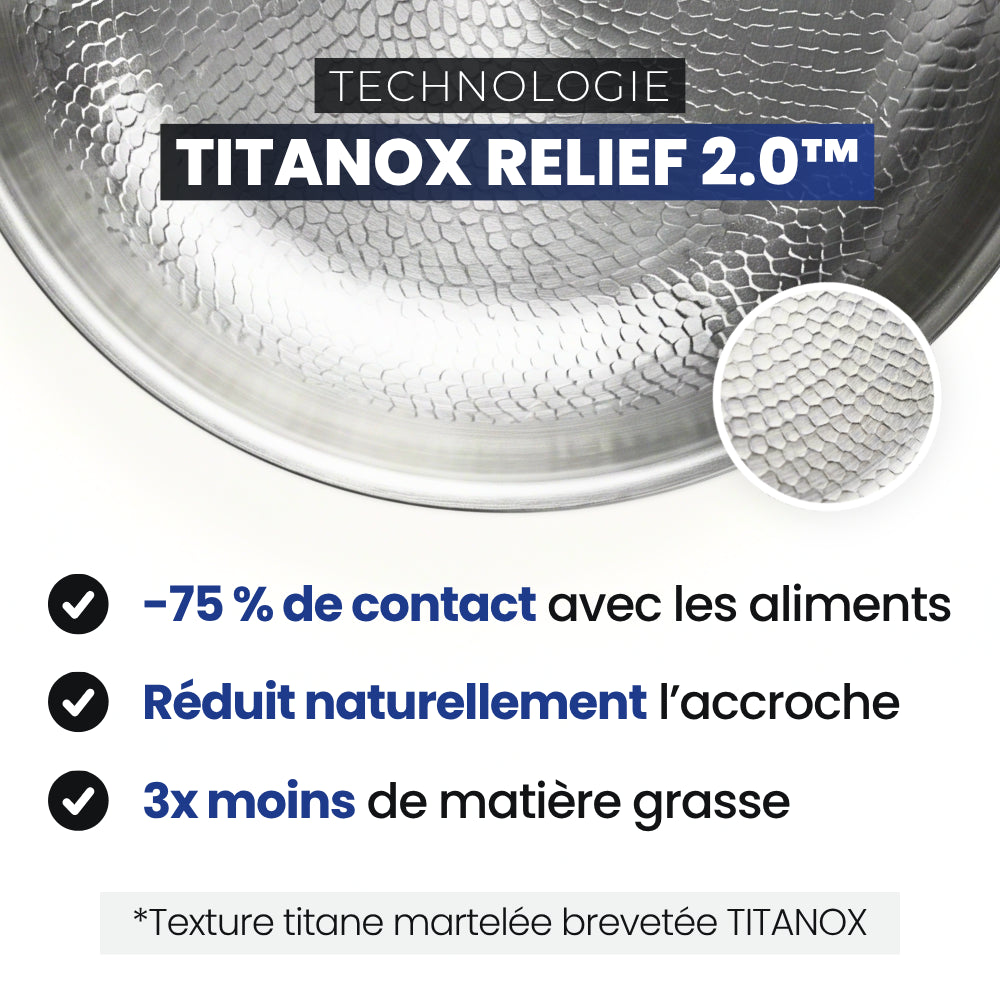 TECHNOLOGIE
TITANOX RELIEF 2.0™
-75 % de contact avec les aliments
Réduit naturellement l’accroche
3x moins de matière grasse
*Texture titane martelée brevetée TITANOX